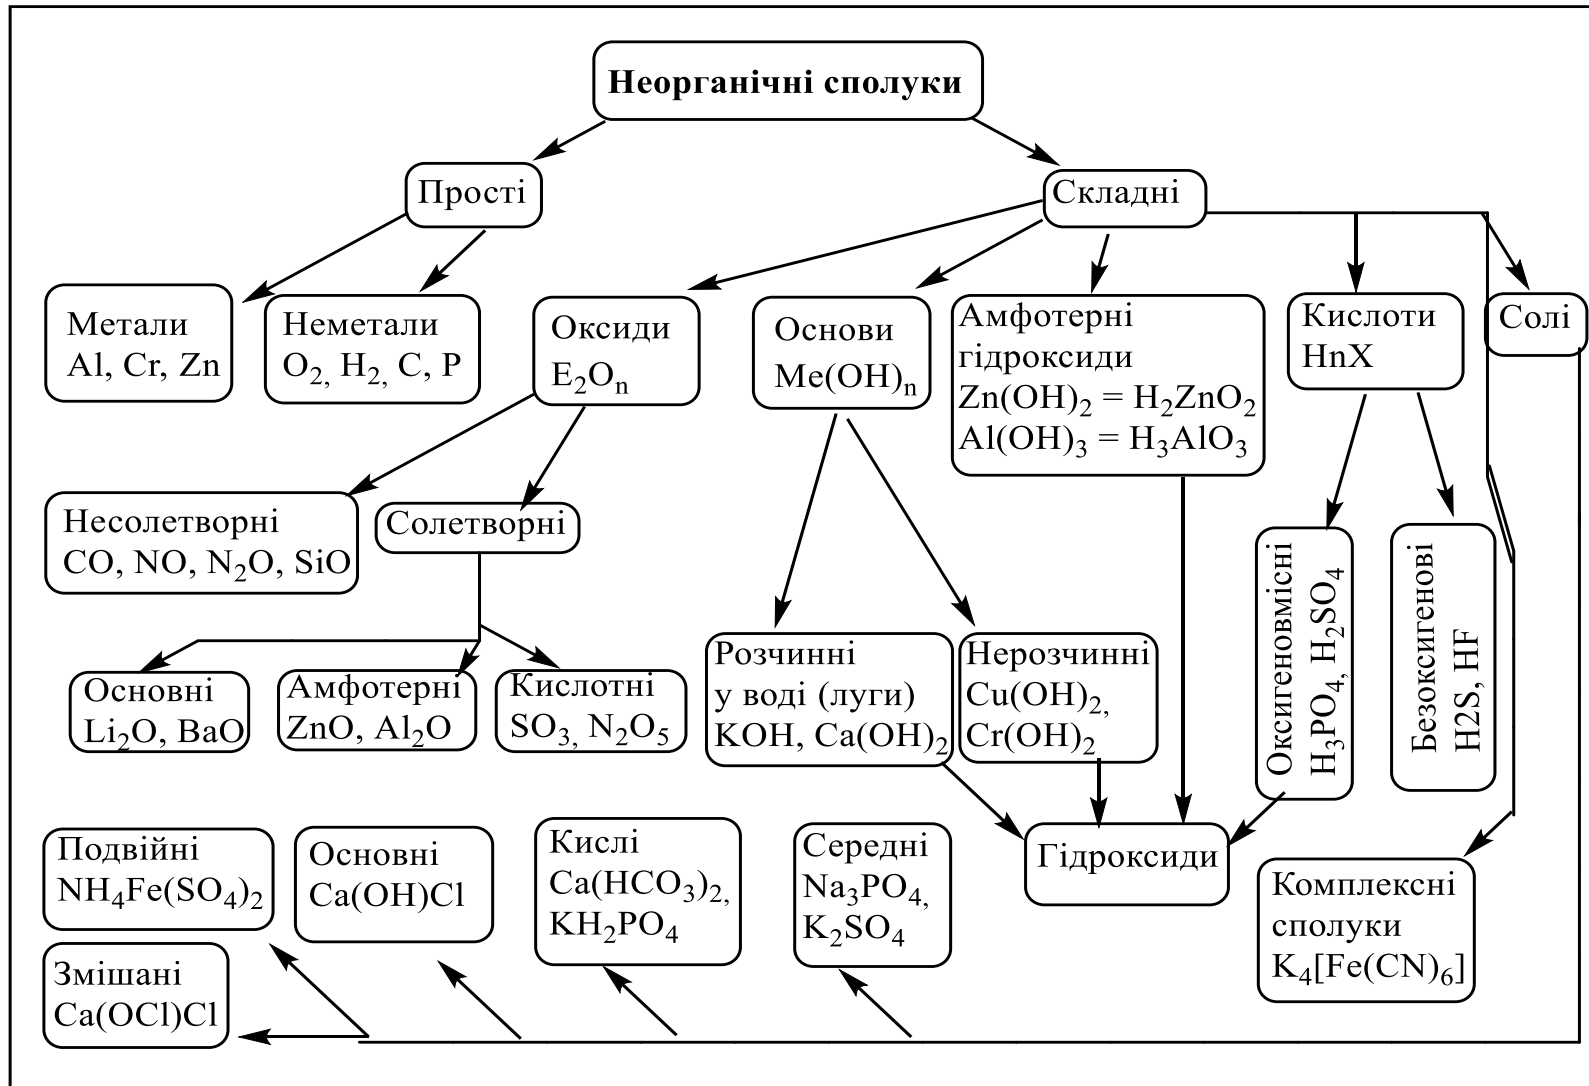 Неорганічні сполуки
Прості
Складні
Метали
Al, Cr, Zn
Неметали
O₂, H₂, C, P
Оксиди
E₂Oₙ
Основи
Me(OH)ₙ
Амфотерні
гідроксиди
Zn(OH)₂ = H₂ZnO₂
Al(OH)₃ = H₃AlO₃
Кислоти
HnX
Солі
Несолетворні
CO, NO, N₂O, SiO
Солетворні
Оксигеновмісні
H₃PO₄, H₂SO₄
Безоксигенові
H2S, HF
Основні
Li₂O, BaO
Амфотерні
ZnO, Al₂O
Кислотні
SO₃, N₂O₅
Розчинні
у воді (луги)
KOH, Ca(OH)₂
Нерозчинні
Cu(OH)₂,
Cr(OH)₂
Подвійні
NH₄Fe(SO₄)₂
Основні
Ca(OH)Cl
Кислі
Ca(HCO₃)₂,
KH₂PO₄
Середні
Na₃PO₄,
K₂SO₄
Гідроксиди
Комплексні
сполуки
K₄[Fe(CN)₆]
Змішані
Ca(OCl)Cl